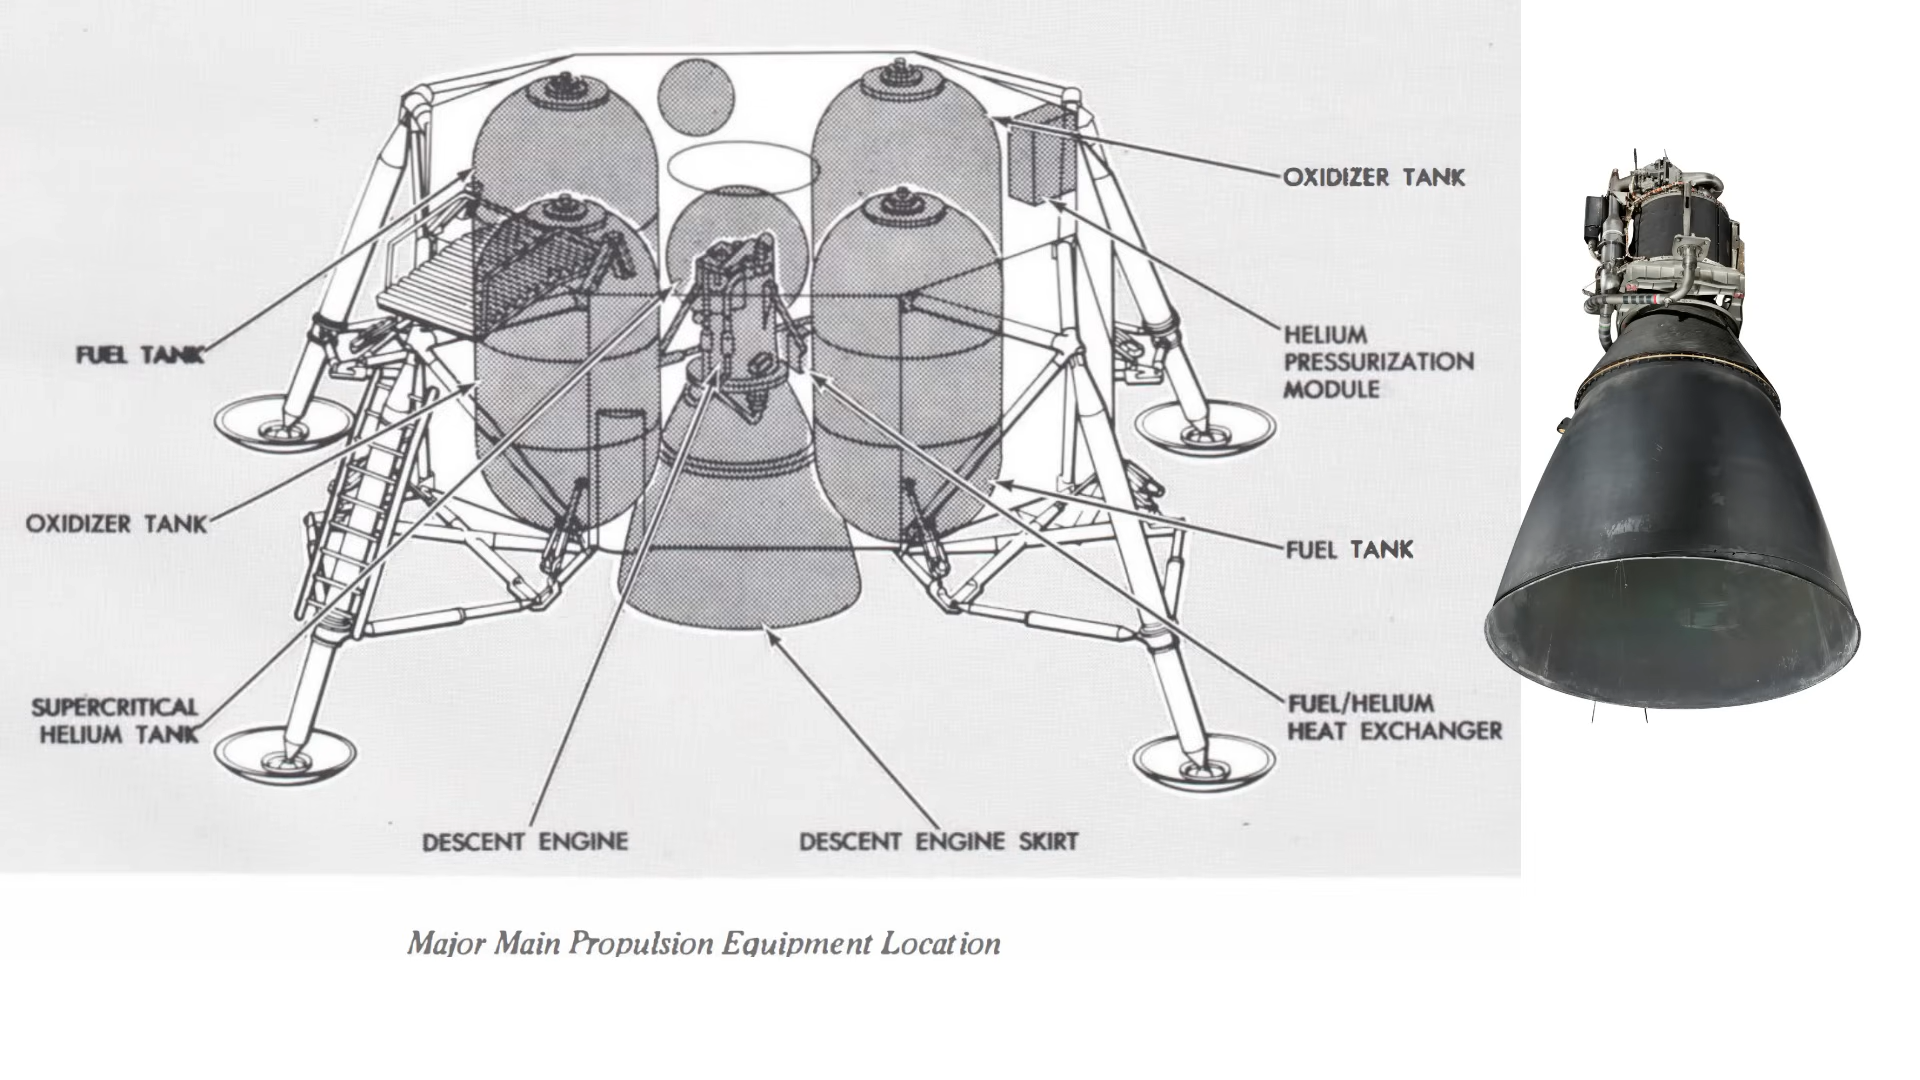 OXIDIZER TANK
FUEL TANK
HELIUM
PRESSURIZATION
MODULE
OXIDIZER TANK
FUEL TANK
SUPERCRITICAL
HELIUM TANK
FUEL/HELIUM
HEAT EXCHANGER
DESCENT ENGINE
DESCENT ENGINE SKIRT
Major Main Propulsion Equipment Location